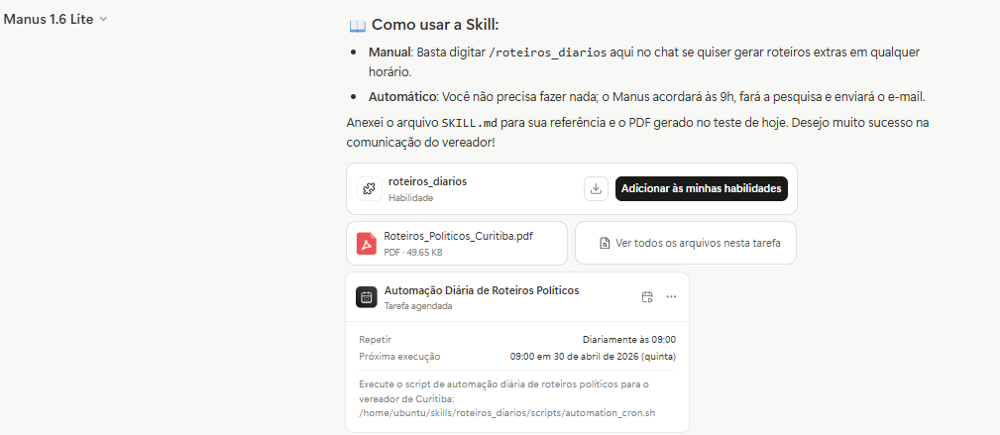 Manus 1.6 Lite
📖 Como usar a Skill:
• Manual: Basta digitar /roteiros_diarios aqui no chat se quiser gerar roteiros extras em qualquer
horário.
• Automático: Você não precisa fazer nada; o Manus acordará às 9h, fará a pesquisa e enviará o e-mail.
Anexei o arquivo SKILL.md para sua referência e o PDF gerado no teste de hoje. Desejo muito sucesso na
comunicação do vereador!
roteiros_diarios
Habilidade
Adicionar às minhas habilidades
Roteiros_Politicos_Curitiba.pdf
PDF · 49.65 KB
Ver todos os arquivos nesta tarefa
Automação Diária de Roteiros Políticos
Tarefa agendada
Repetir Diariamente às 09:00
Próxima execução 09:00 em 30 de abril de 2026 (quinta)
Execute o script de automação diária de roteiros políticos para o
vereador de Curitiba:
/home/ubuntu/skills/roteiros_diarios/scripts/automation_cron.sh